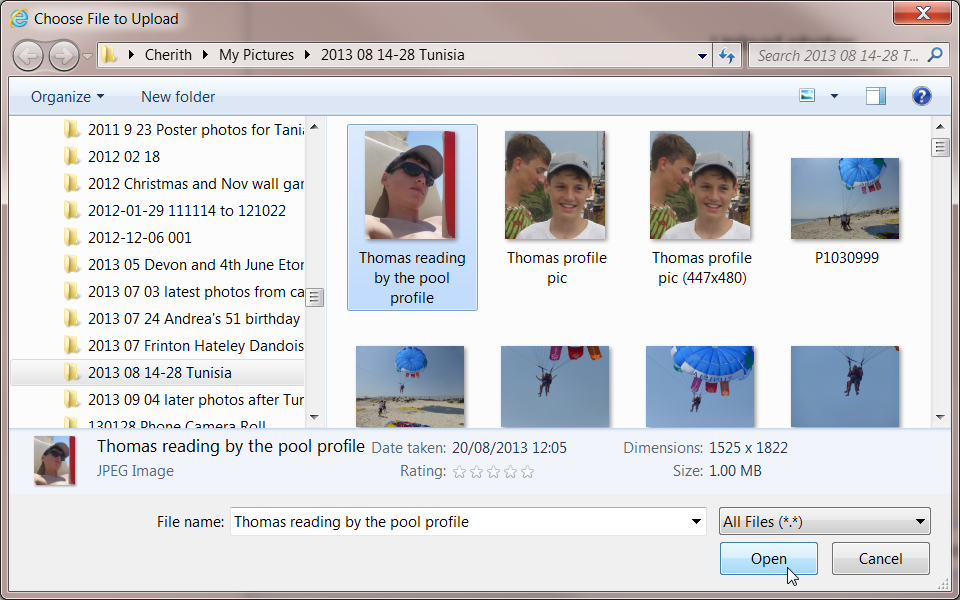 Choose File to Upload
Cherith My Pictures 2013 08 14-28 Tunisia
Search 2013 08 14-28 T...
Organize New folder
2011 9 23 Poster photos for Tani
2012 02 18
2012 Christmas and Nov wall gar
2012-01-29 111114 to 121022
2012-12-06 001
2013 05 Devon and 4th June Eton
2013 07 03 latest photos from ca
2013 07 24 Andrea's 51 birthday
2013 07 Frinton Hateley Dandois
2013 08 14-28 Tunisia
2013 09 04 later photos after Tur
130128 Phone Camera Roll
Thomas reading
by the pool
profile
Thomas profile
pic
Thomas profile
pic (447x480)
P1030999
Thomas reading by the pool profile Date taken: 20/08/2013 12:05 Dimensions: 1525 x 1822
JPEG Image Rating: Size: 1.00 MB
File name: Thomas reading by the pool profile All Files (*.*)
Open Cancel